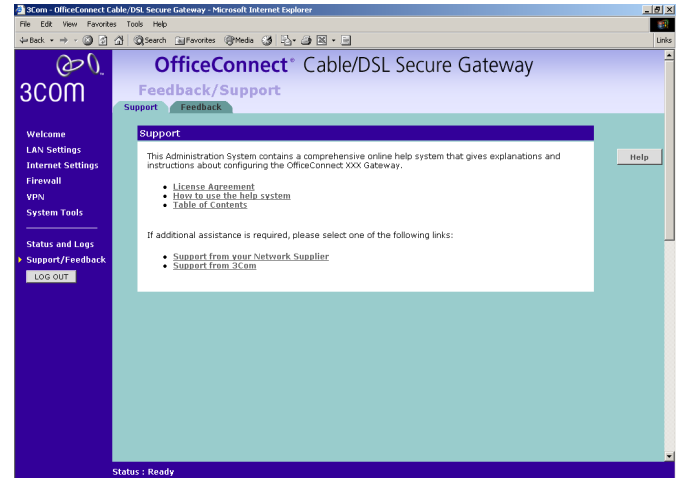 3Com - OfficeConnect Cable/DSL Secure Gateway - Microsoft Internet Explorer
File Edit View Favorites Tools Help
Back Search Favorites Media Links
3COM
OfficeConnect® Cable/DSL Secure Gateway
Feedback/Support
Support Feedback
Welcome
LAN Settings
Internet Settings
Firewall
VPN
System Tools
Status and Logs
Support/Feedback
LOG OUT
Support
This Administration System contains a comprehensive online help system that gives explanations and
instructions about configuring the OfficeConnect XXX Gateway.
• License Agreement
• How to use the help system
• Table of Contents
If additional assistance is required, please select one of the following links:
• Support from your Network Supplier
• Support from 3Com
Help
Status : Ready